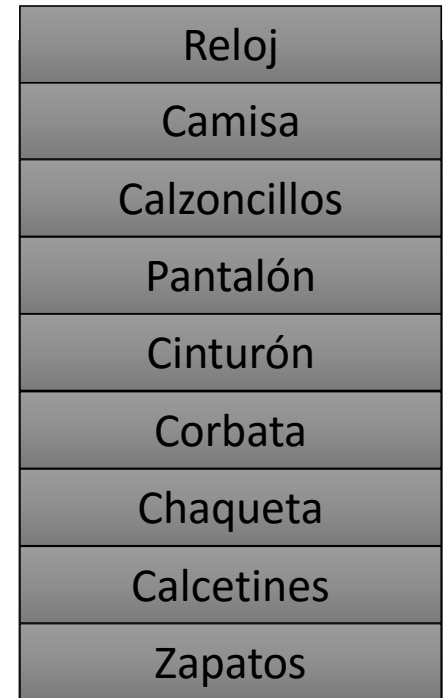 Reloj
Camisa
Calzoncillos
Pantalón
Cinturón
Corbata
Chaqueta
Calcetines
Zapatos